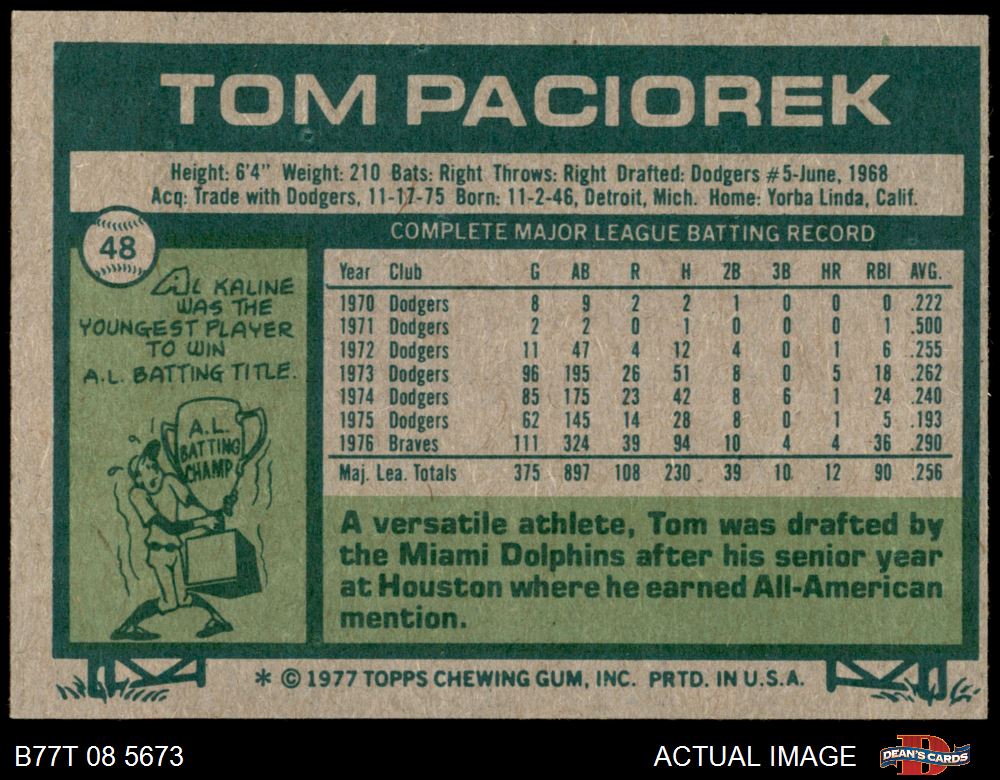 TOM PACIOREK
Height: 6'4" Weight: 210 Bats: Right Throws: Right Drafted: Dodgers #5-June, 1968
Acq: Trade with Dodgers, 11-17-75 Born: 11-2-46, Detroit, Mich. Home: Yorba Linda, Calif.
48
AL KALINE
WAS THE
YOUNGEST PLAYER
TO WIN
A.L. BATTING TITLE.
A.L.
BATTING
CHAMP
COMPLETE MAJOR LEAGUE BATTING RECORD
Year Club G AB R H 2B 3B HR RBI AVG.
1970 Dodgers 8 9 2 2 1 0 0 0 .222
1971 Dodgers 2 2 0 1 0 0 0 1 .500
1972 Dodgers 11 47 4 12 4 0 1 6 .255
1973 Dodgers 96 195 26 51 8 0 5 18 .262
1974 Dodgers 85 175 23 42 8 6 1 24 .240
1975 Dodgers 62 145 14 28 8 0 1 5 .193
1976 Braves 111 324 39 94 10 4 4 36 .290
Maj. Lea. Totals 375 897 108 230 39 10 12 90 .256
A versatile athlete, Tom was drafted by
the Miami Dolphins after his senior year
at Houston where he earned All-American
mention.
* © 1977 TOPPS CHEWING GUM, INC. PRTD. IN U.S.A.
B77T 08 5673
ACTUAL IMAGE
DEAN'S CARDS